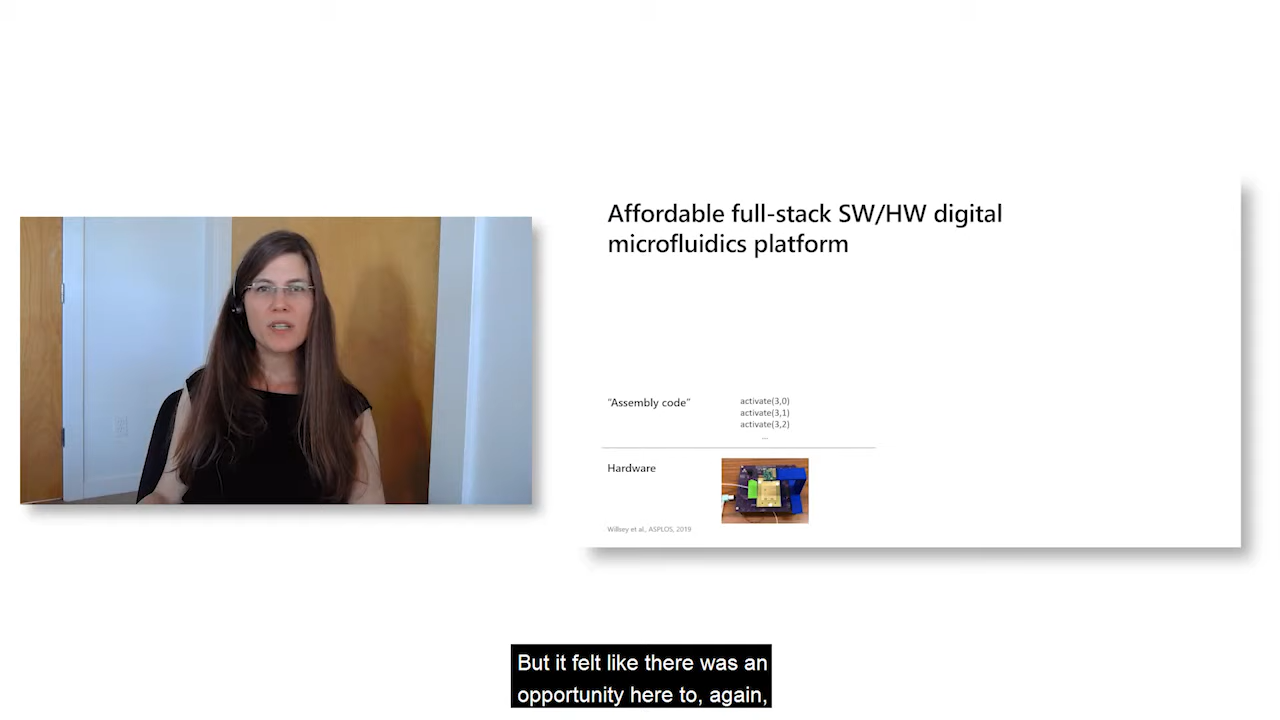 Affordable full-stack SW/HW digital
microfluidics platform
"Assembly code"
activate(3,0)
activate(3,1)
activate(3,2)
...
Hardware
Willsey et al., ASPLOS, 2019
But it felt like there was an
opportunity here to, again,